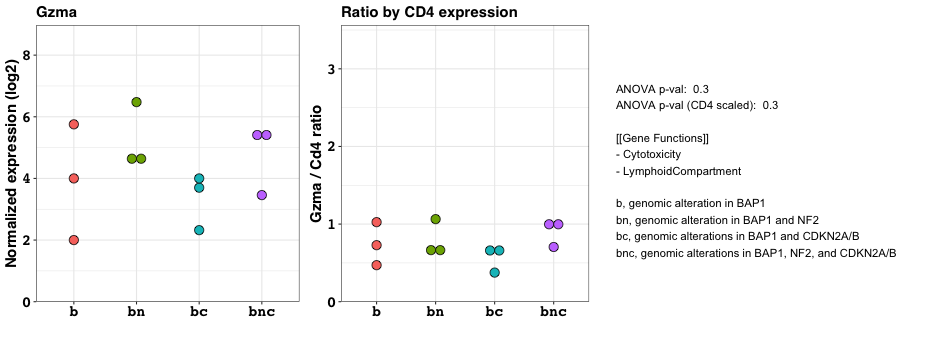 Gzma
Normalized expression (log2)
8
6
4
2
0
b bn bc bnc
Ratio by CD4 expression
Gzma / Cd4 ratio
3
2
1
0
b bn bc bnc
ANOVA p-val: 0.3
ANOVA p-val (CD4 scaled): 0.3
[[Gene Functions]]
- Cytotoxicity
- LymphoidCompartment
b, genomic alteration in BAP1
bn, genomic alteration in BAP1 and NF2
bc, genomic alterations in BAP1 and CDKN2A/B
bnc, genomic alterations in BAP1, NF2, and CDKN2A/B